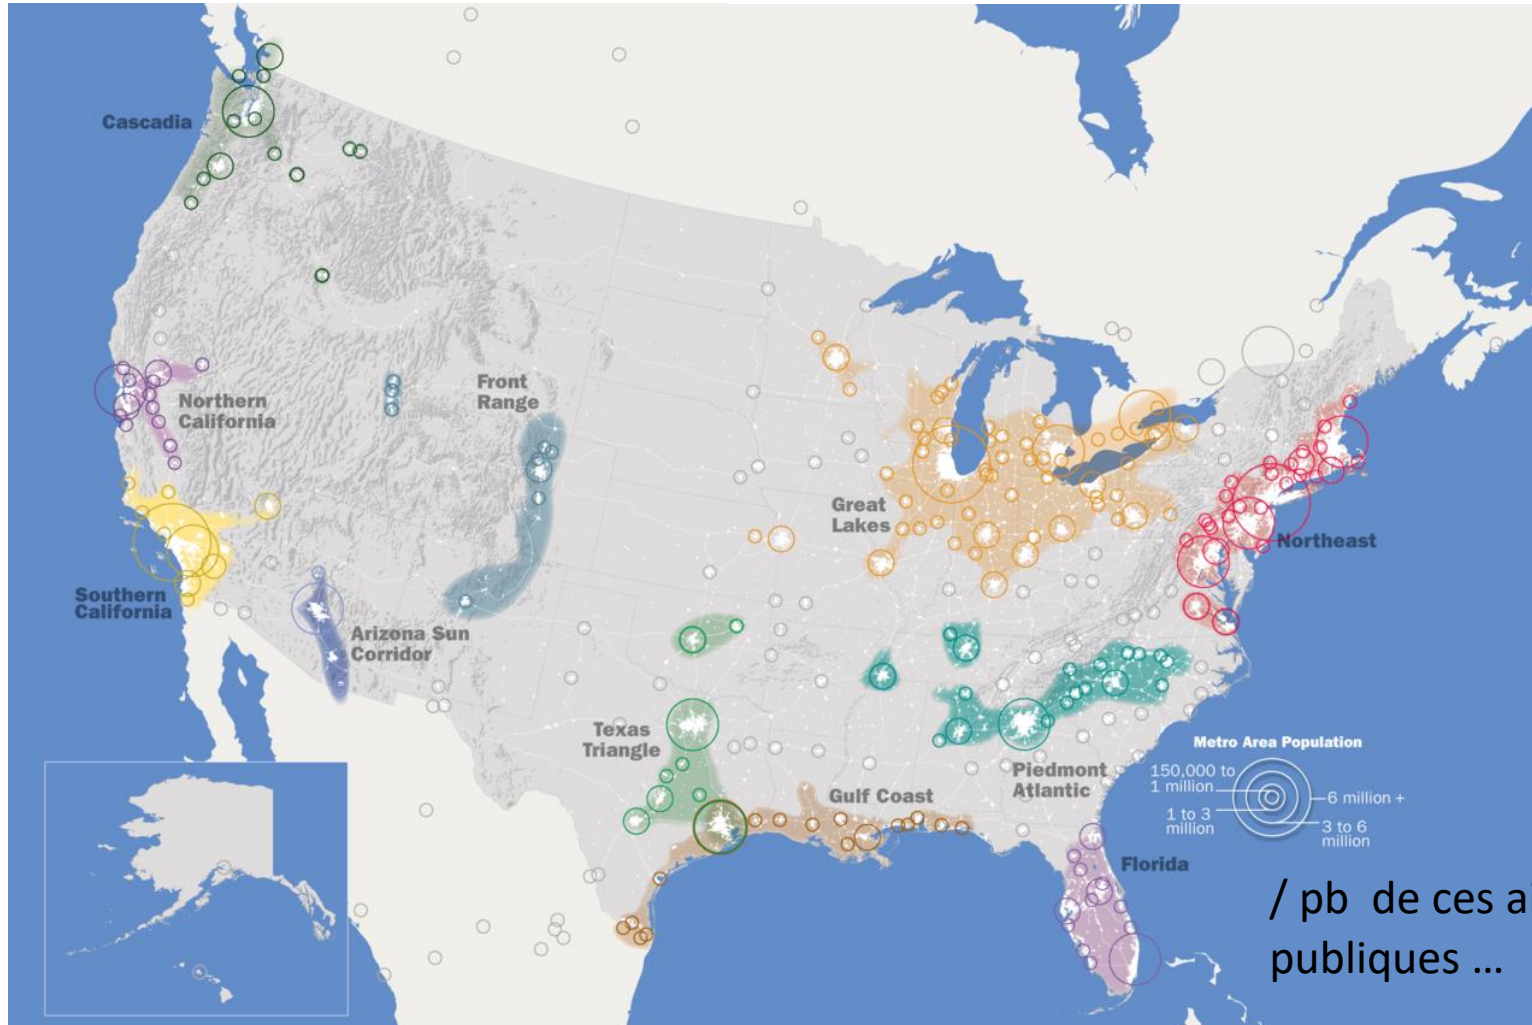 Cascadia
Northern
California
Front
Range
Great
Lakes
Northeast
Southern
California
Arizona Sun
Corridor
Texas
Triangle
Gulf Coast
Piedmont
Atlantic
Metro Area Population
150,000 to
1 million
6 million +
1 to 3
million
3 to 6
million
Florida
/ pb de ces a
publiques ...